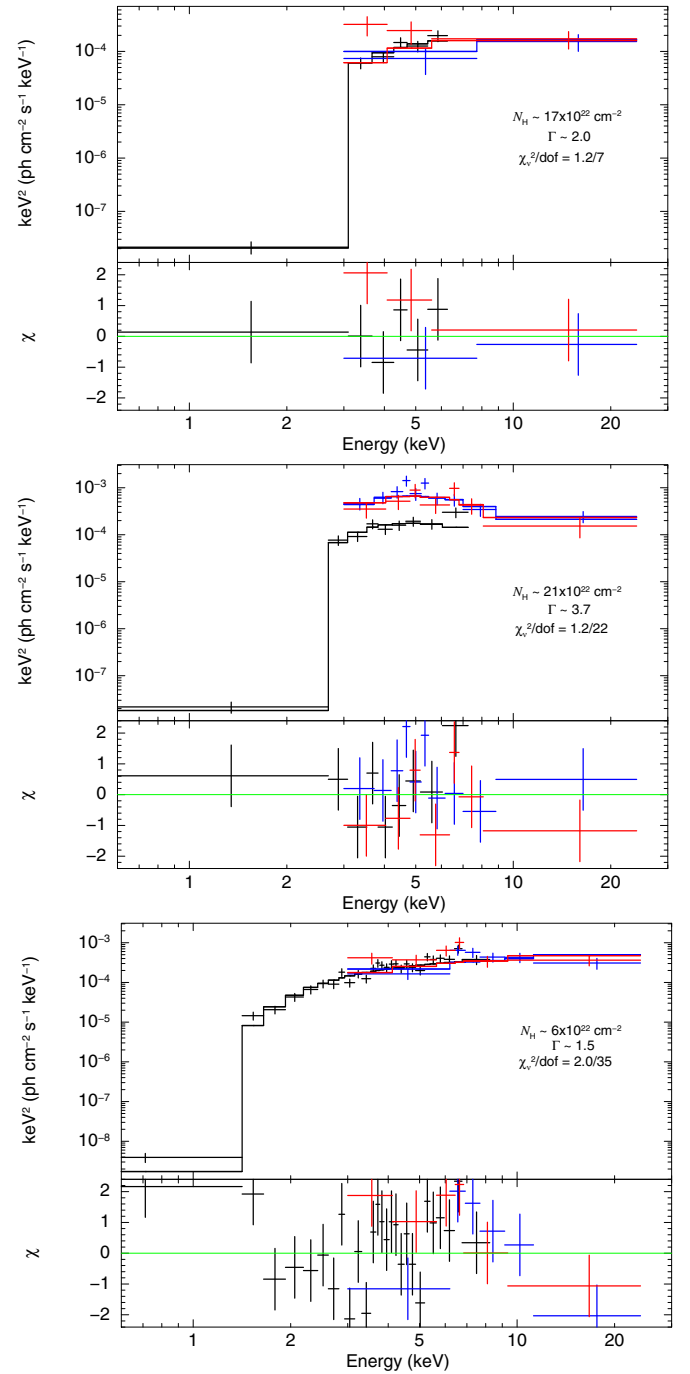 keV² (ph cm⁻² s⁻¹ keV⁻¹)
10⁻⁴
10⁻⁵
10⁻⁶
10⁻⁷
N_H ~ 17x10²² cm⁻²
Γ ~ 2.0
χᵥ²/dof = 1.2/7
χ
2
1
0
−1
−2
1 2 5 10 20
Energy (keV)
keV² (ph cm⁻² s⁻¹ keV⁻¹)
10⁻³
10⁻⁴
10⁻⁵
10⁻⁶
10⁻⁷
N_H ~ 21x10²² cm⁻²
Γ ~ 3.7
χᵥ²/dof = 1.2/22
χ
2
1
0
−1
−2
1 2 5 10 20
Energy (keV)
keV² (ph cm⁻² s⁻¹ keV⁻¹)
10⁻³
10⁻⁴
10⁻⁵
10⁻⁶
10⁻⁷
10⁻⁸
N_H ~ 6x10²² cm⁻²
Γ ~ 1.5
χᵥ²/dof = 2.0/35
χ
2
1
0
−1
−2
1 2 5 10 20
Energy (keV)